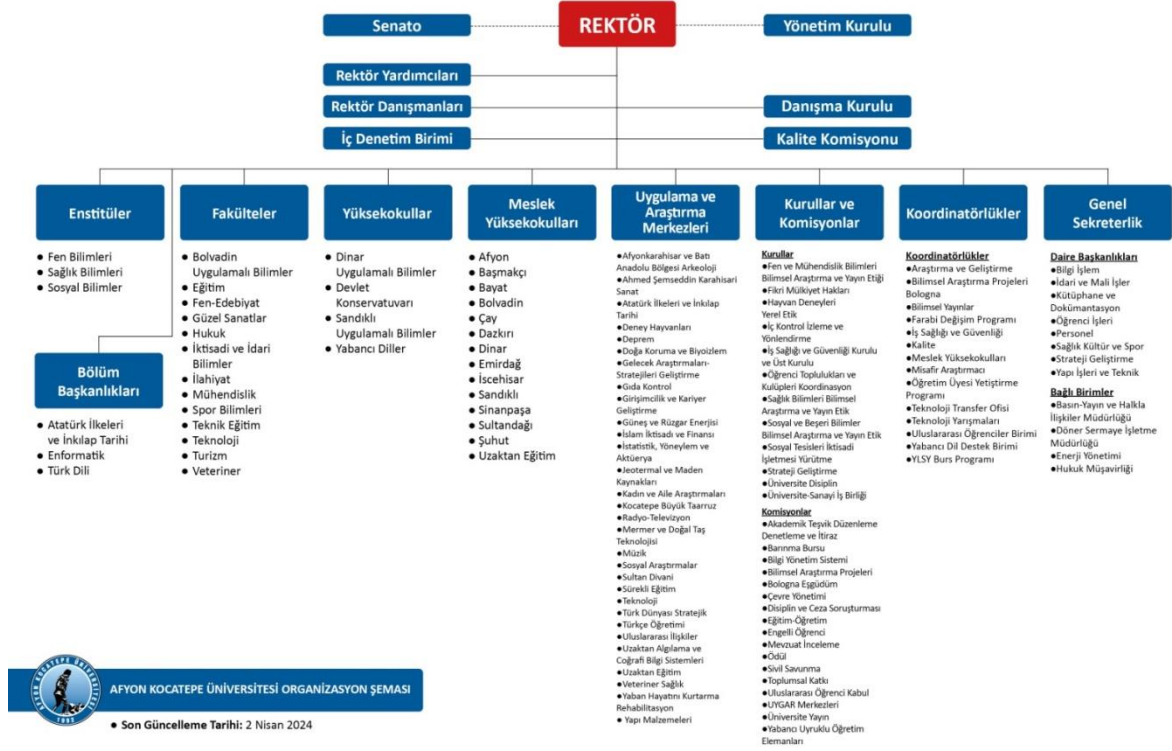 Senato
REKTÖR
Yönetim Kurulu
Rektör Yardımcıları
Rektör Danışmanları
Danışma Kurulu
İç Denetim Birimi
Kalite Komisyonu
Enstitüler
● Fen Bilimleri
● Sağlık Bilimleri
● Sosyal Bilimler
Bölüm
Başkanlıkları
● Atatürk İlkeleri
ve İnkılap Tarihi
● Enformatik
● Türk Dili
Fakülteler
● Bolvadin
Uygulamalı Bilimler
● Eğitim
● Fen-Edebiyat
● Güzel Sanatlar
● Hukuk
● İktisadi ve İdari
Bilimler
● İlahiyat
● Mühendislik
● Spor Bilimleri
● Teknik Eğitim
● Teknoloji
● Turizm
● Veteriner
Yüksekokullar
● Dinar
Uygulamalı Bilimler
● Devlet
Konservatuvarı
● Sandıklı
Uygulamalı Bilimler
● Yabancı Diller
Meslek
Yüksekokulları
● Afyon
● Başmakçı
● Bayat
● Bolvadin
● Çay
● Dazkırı
● Dinar
● Emirdağ
● İscehisar
● Sandıklı
● Sinanpaşa
● Sultandağı
● Şuhut
● Uzaktan Eğitim
Uygulama ve
Araştırma
Merkezleri
●Afyonkarahisar ve Batı
Anadolu Bölgesi Arkeoloji
●Ahmed Şemseddin Karahisari
Sanat
●Atatürk İlkeleri ve İnkılap
Tarihi
●Deney Hayvanları
●Deprem
●Doğa Koruma ve Biyoizlem
●Gelecek Araştırmaları-
Stratejileri Geliştirme
●Gıda Kontrol
●Girişimcilik ve Kariyer
Geliştirme
●Güneş ve Rüzgar Enerjisi
●İslam İktisadı ve Finansı
●İstatistik, Yöneylem ve
Aktüerya
●Jeotermal ve Maden
Kaynakları
●Kadın ve Aile Araştırmaları
●Kocatepe Büyük Taarruz
●Radyo-Televizyon
●Mermer ve Doğal Taş
Teknolojisi
●Müzik
●Sosyal Araştırmalar
●Sultan Divani
●Sürekli Eğitim
●Teknoloji
●Türk Dünyası Stratejik
●Türkçe Öğretimi
●Uluslararası İlişkiler
●Uzaktan Algılama ve
Coğrafi Bilgi Sistemleri
●Uzaktan Eğitim
●Veteriner Sağlık
●Yaban Hayatını Kurtarma
Rehabilitasyon
● Yapı Malzemeleri
Kurullar ve
Komisyonlar
Kurullar
●Fen ve Mühendislik Bilimleri
Bilimsel Araştırma ve Yayın Etiği
●Fikri Mülkiyet Hakları
●Hayvan Deneyleri
Yerel Etik
●İç Kontrol İzleme ve
Yönlendirme
●İş Sağlığı ve Güvenliği Kurulu
ve Üst Kurulu
●Öğrenci Toplulukları ve
Kulüpleri Koordinasyon
●Sağlık Bilimleri Bilimsel
Araştırma ve Yayın Etik
●Sosyal ve Beşeri Bilimler
Bilimsel Araştırma ve Yayın Etik
●Sosyal Tesisleri İktisadi
İşletmesi Yürütme
●Strateji Geliştirme
●Üniversite Disiplin
●Üniversite-Sanayi İş Birliği
Komisyonlar
●Akademik Teşvik Düzenleme
Denetleme ve İtiraz
●Barınma Bursu
●Bilgi Yönetim Sistemi
●Bilimsel Araştırma Projeleri
●Bologna Eşgüdüm
●Çevre Yönetimi
●Disiplin ve Ceza Soruşturması
●Eğitim-Öğretim
●Engelli Öğrenci
●Mevzuat İnceleme
●Ödül
●Sivil Savunma
●Toplumsal Katkı
●Uluslararası Öğrenci Kabul
●UYGAR Merkezleri
●Üniversite Yayın
●Yabancı Uyruklu Öğretim
Elemanları
Koordinatörlükler
Koordinatörlükler
●Araştırma ve Geliştirme
●Bilimsel Araştırma Projeleri
Bologna
●Bilimsel Yayınlar
●Farabi Değişim Programı
●İş Sağlığı ve Güvenliği
●Kalite
●Meslek Yüksekokulları
●Misafir Araştırmacı
●Öğretim Üyesi Yetiştirme
Programı
●Teknoloji Transfer Ofisi
●Teknoloji Yarışmaları
●Uluslararası Öğrenciler Birimi
●Yabancı Dil Destek Birimi
●YLSY Burs Programı
Genel
Sekreterlik
Daire Başkanlıkları
●Bilgi İşlem
●İdari ve Mali İşler
●Kütüphane ve
Dokümantasyon
●Öğrenci İşleri
●Personel
●Sağlık Kültür ve Spor
●Strateji Geliştirme
●Yapı İşleri ve Teknik
Bağlı Birimler
●Basın-Yayın ve Halkla
İlişkiler Müdürlüğü
●Döner Sermaye İşletme
Müdürlüğü
●Enerji Yönetimi
●Hukuk Müşavirliği
AFYON KOCATEPE ÜNİVERSİTESİ
1992
AFYON KOCATEPE ÜNİVERSİTESİ ORGANİZASYON ŞEMASI
● Son Güncelleme Tarihi: 2 Nisan 2024